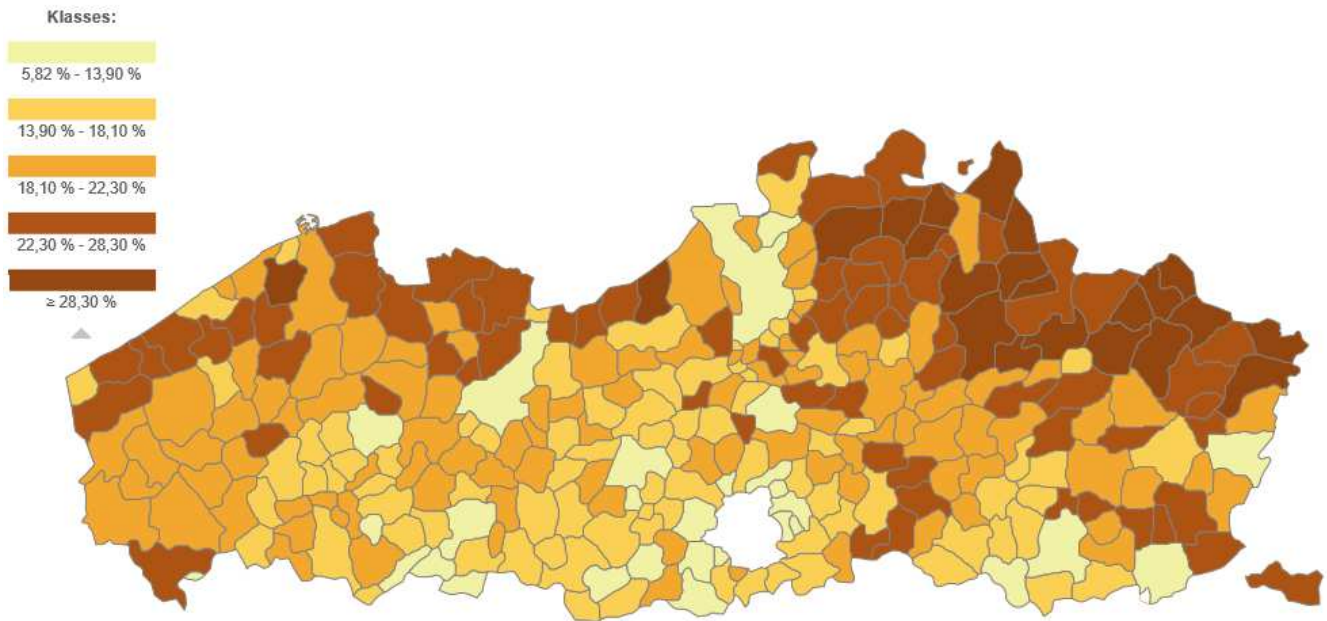 Klasses:
5,82 % - 13,90 %
13,90 % - 18,10 %
18,10 % - 22,30 %
22,30 % - 28,30 %
≥ 28,30 %